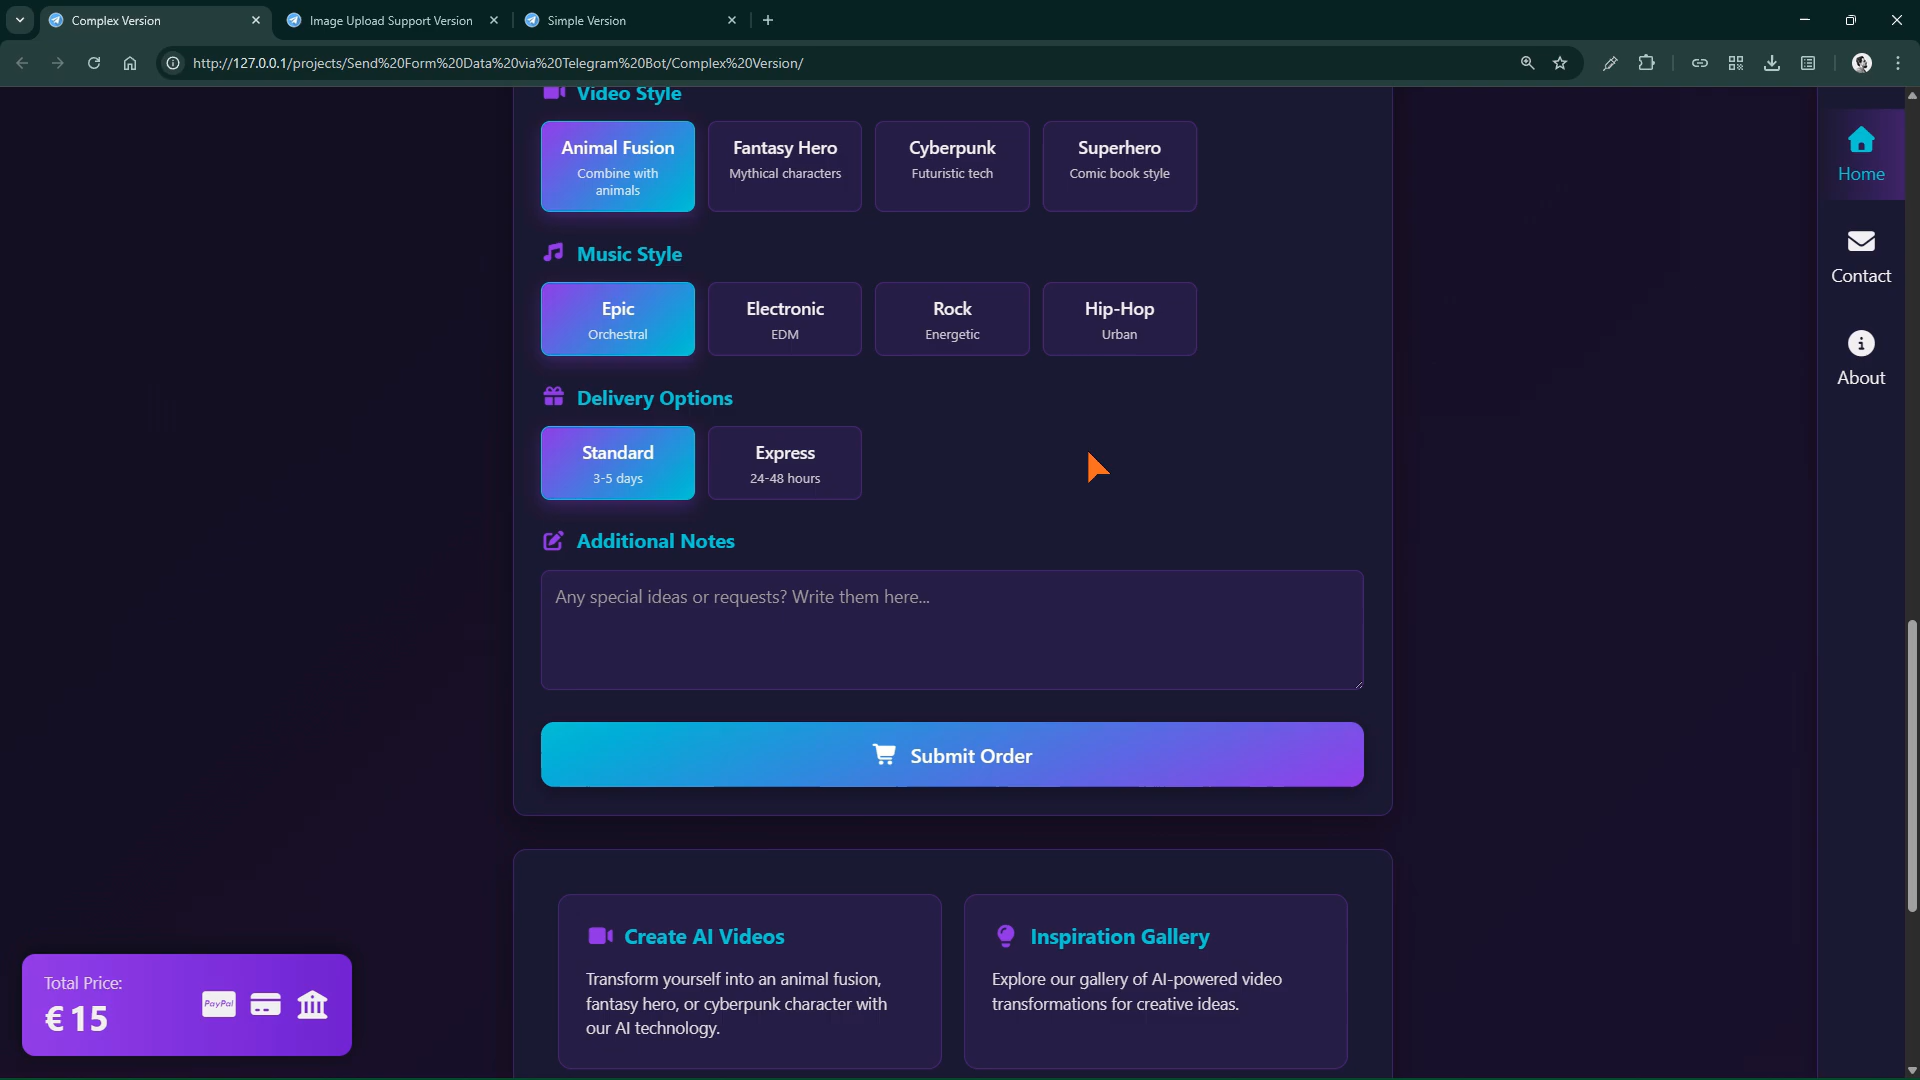 Complex Version
Image Upload Support Version
Simple Version
http://127.0.0.1/projects/Send%20Form%20Data%20via%20Telegram%20Bot/Complex%20Version/
Video Style
Animal Fusion
Combine with
animals
Fantasy Hero
Mythical characters
Cyberpunk
Futuristic tech
Superhero
Comic book style
Music Style
Epic
Orchestral
Electronic
EDM
Rock
Energetic
Hip-Hop
Urban
Delivery Options
Standard
3-5 days
Express
24-48 hours
Additional Notes
Any special ideas or requests? Write them here...
Submit Order
Create AI Videos
Transform yourself into an animal fusion,
fantasy hero, or cyberpunk character with
our AI technology.
Inspiration Gallery
Explore our gallery of AI-powered video
transformations for creative ideas.
Total Price:
€ 15
PayPal
Home
Contact
About